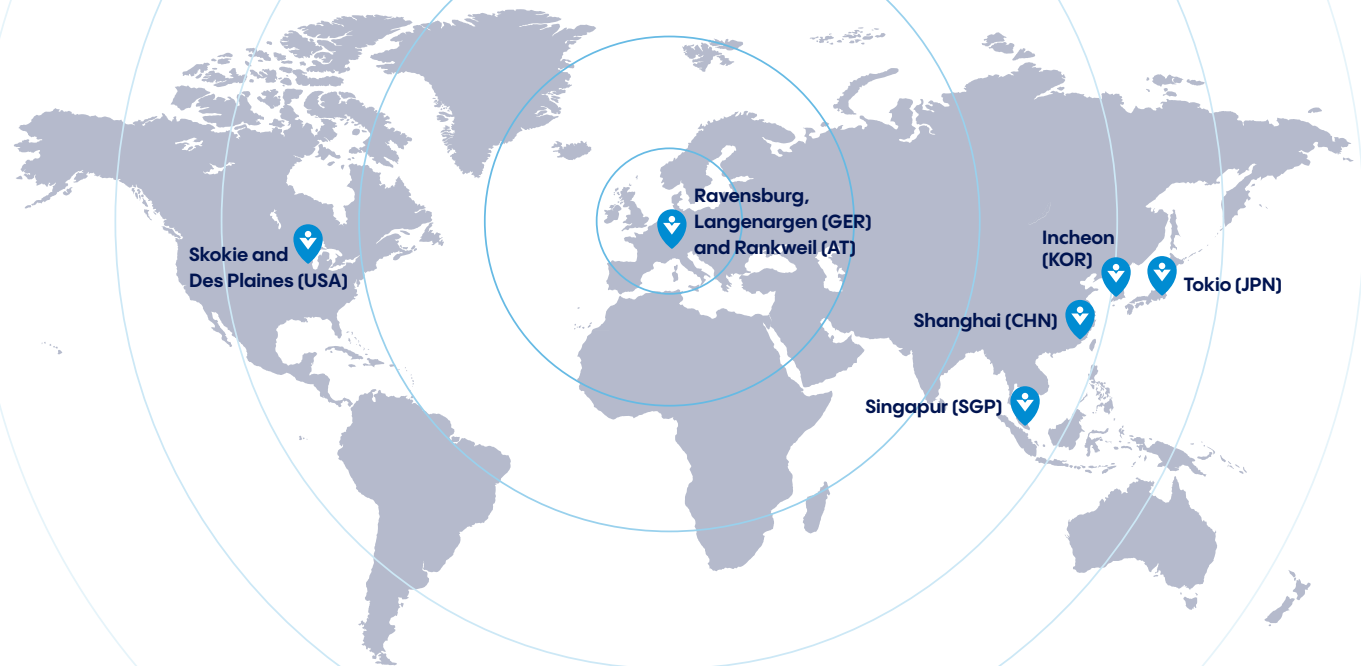 Ravensburg,
Langenargen (GER)
and Rankweil (AT)
Skokie and
Des Plaines (USA)
Incheon
(KOR)
Tokio (JPN)
Shanghai (CHN)
Singapur (SGP)